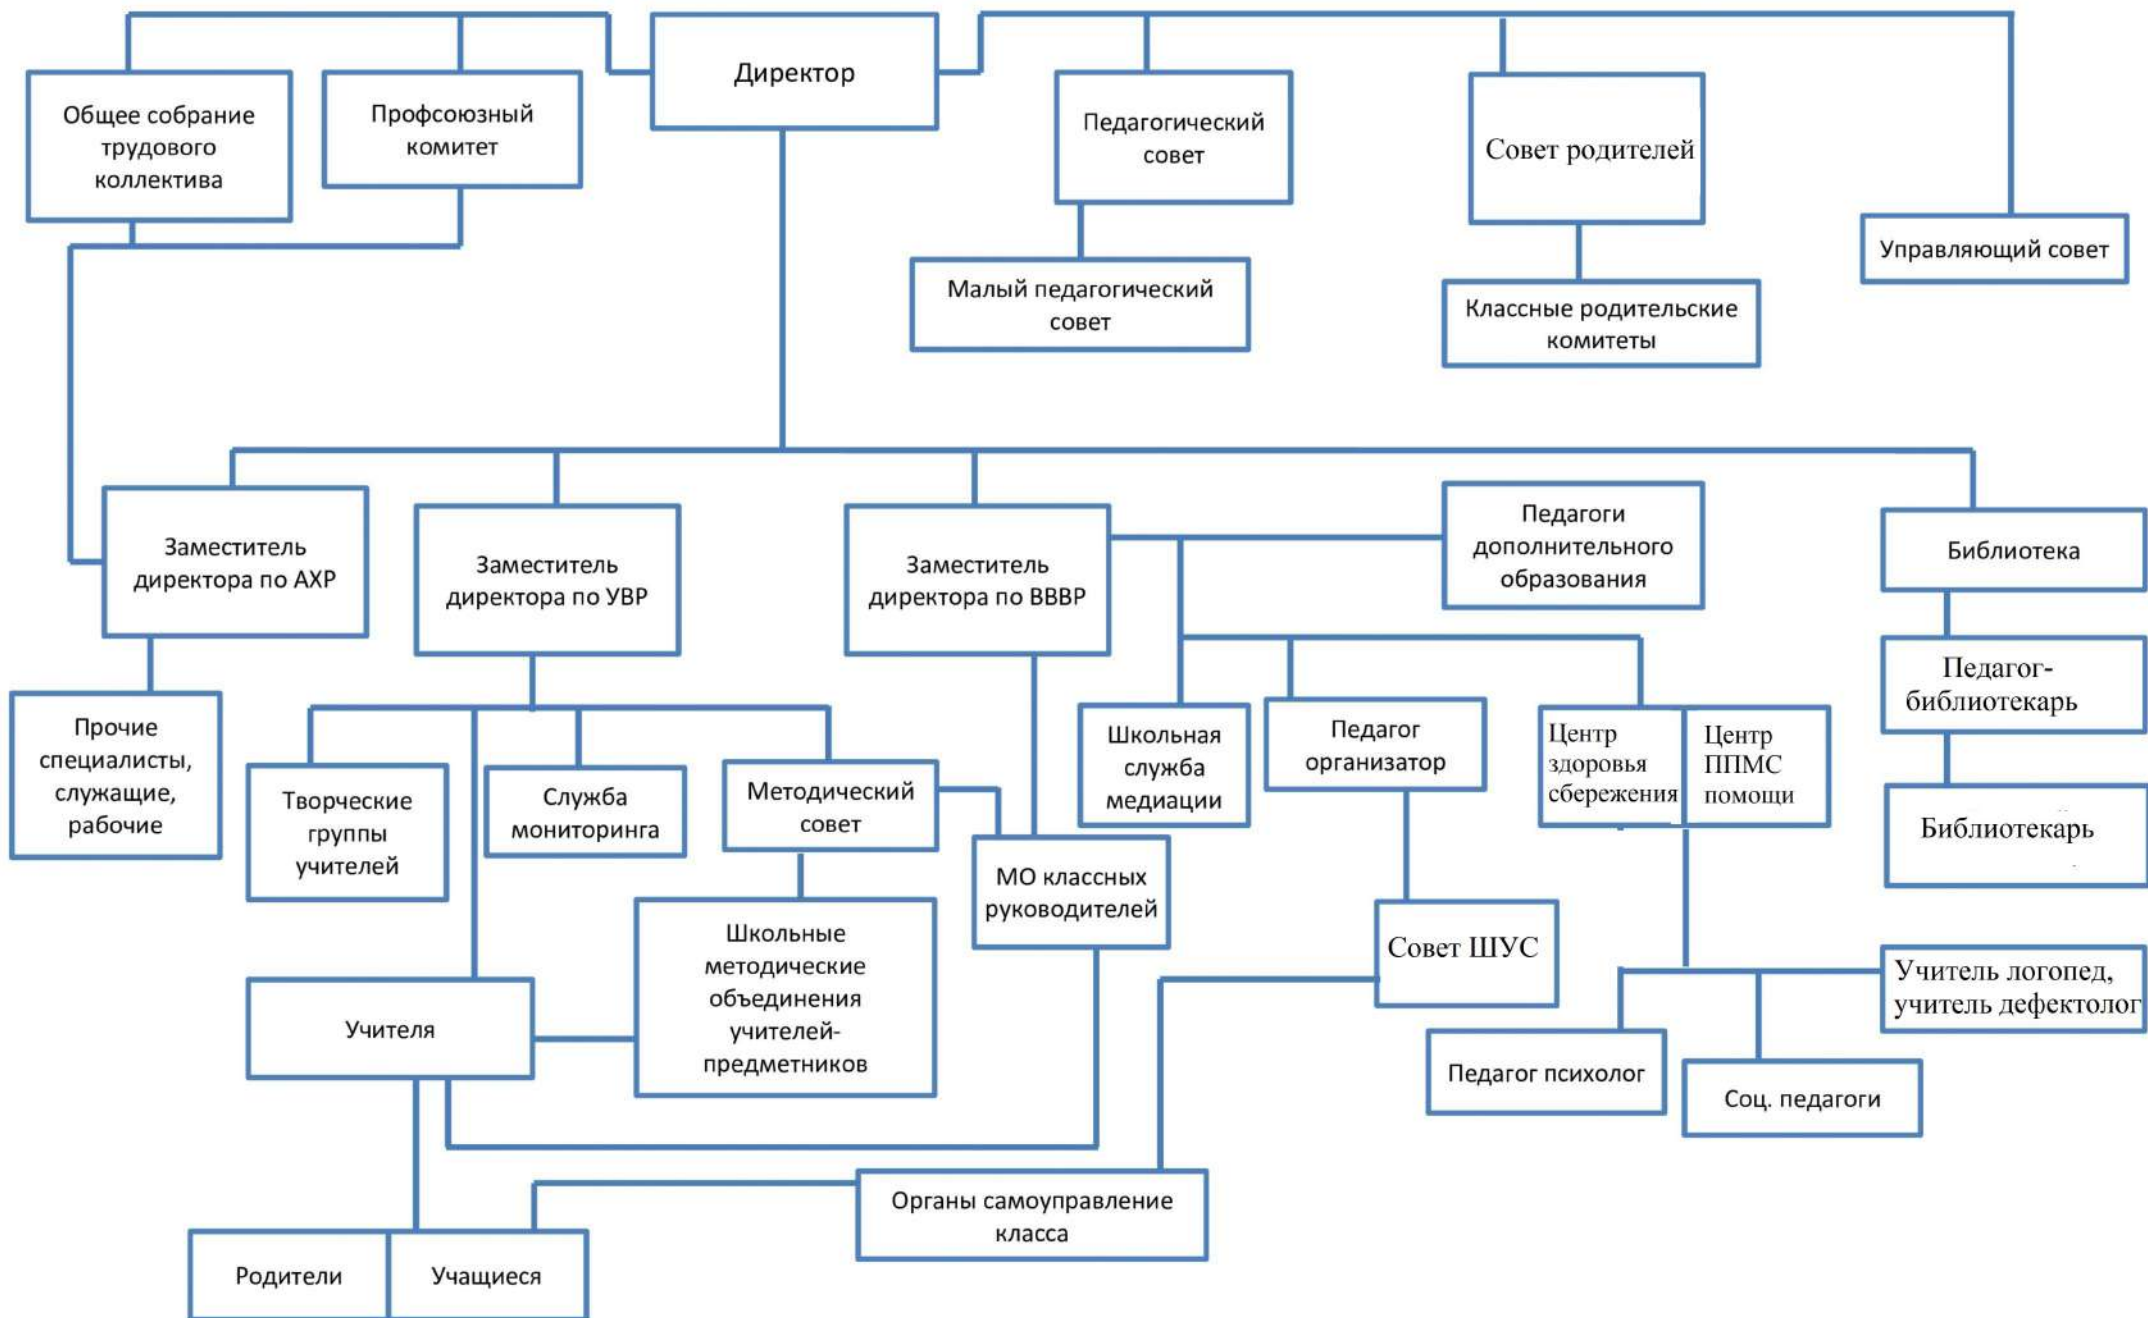 Директор
Общее собрание
трудового
коллектива
Профсоюзный
комитет
Педагогический
совет
Совет родителей
Управляющий совет
Малый педагогический
совет
Классные родительские
комитеты
Заместитель
директора по АХР
Заместитель
директора по УВР
Заместитель
директора по ВВВР
Педагоги
дополнительного
образования
Библиотека
Педагог-
библиотекарь
Библиотекарь
Прочие
специалисты,
служащие,
рабочие
Творческие
группы
учителей
Служба
мониторинга
Методический
совет
МО классных
руководителей
Школьная
служба
медиации
Педагог
организатор
Центр
здоровья
сбережения
Центр
ППМС
помощи
Школьные
методические
объединения
учителей-
предметников
Совет ШУС
Учитель логопед,
учитель дефектолог
Учителя
Педагог психолог
Соц. педагоги
Органы самоуправление
класса
Родители
Учащиеся